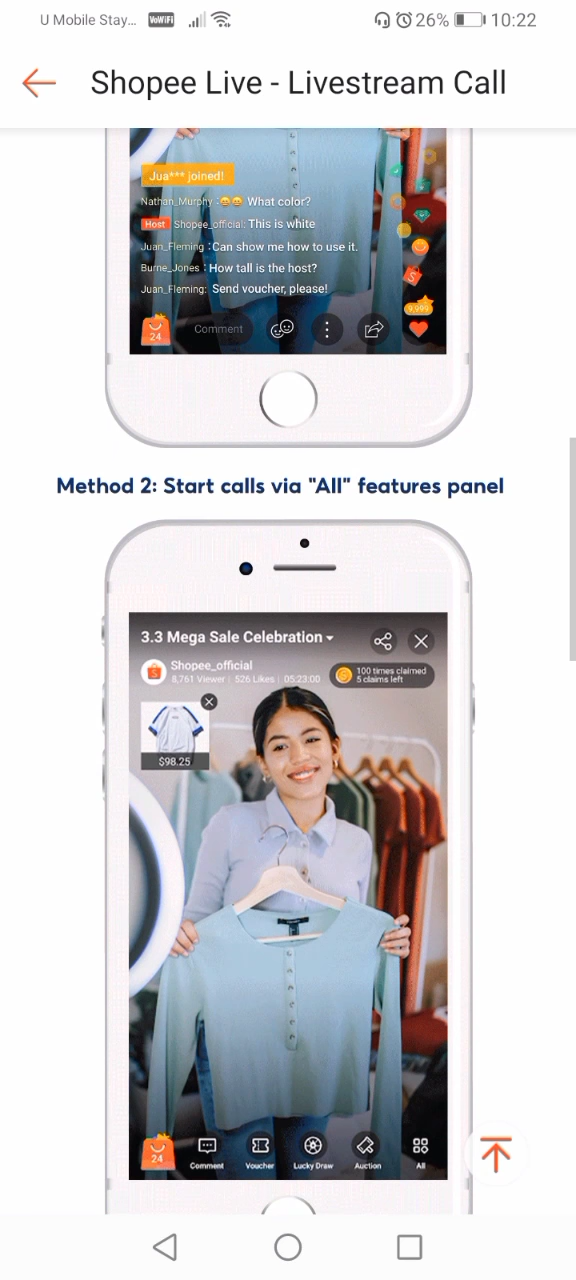 U Mobile Stay... VoWiFi 26% 10:22
Shopee Live - Livestream Call
Jua*** joined!
Nathan_Murphy :😄😄 What color?
Host Shopee_official: This is white
Juan_Fleming :Can show me how to use it.
Burne_Jones : How tall is the host?
Juan_Fleming: Send voucher, please!
9,999
24 Comment
Method 2: Start calls via "All" features panel
3.3 Mega Sale Celebration
Shopee_official
8,761 Viewer | 526 Likes | 05:23:00
100 times claimed
5 claims left
$98.25
24
Comment Voucher Lucky Draw Auction All